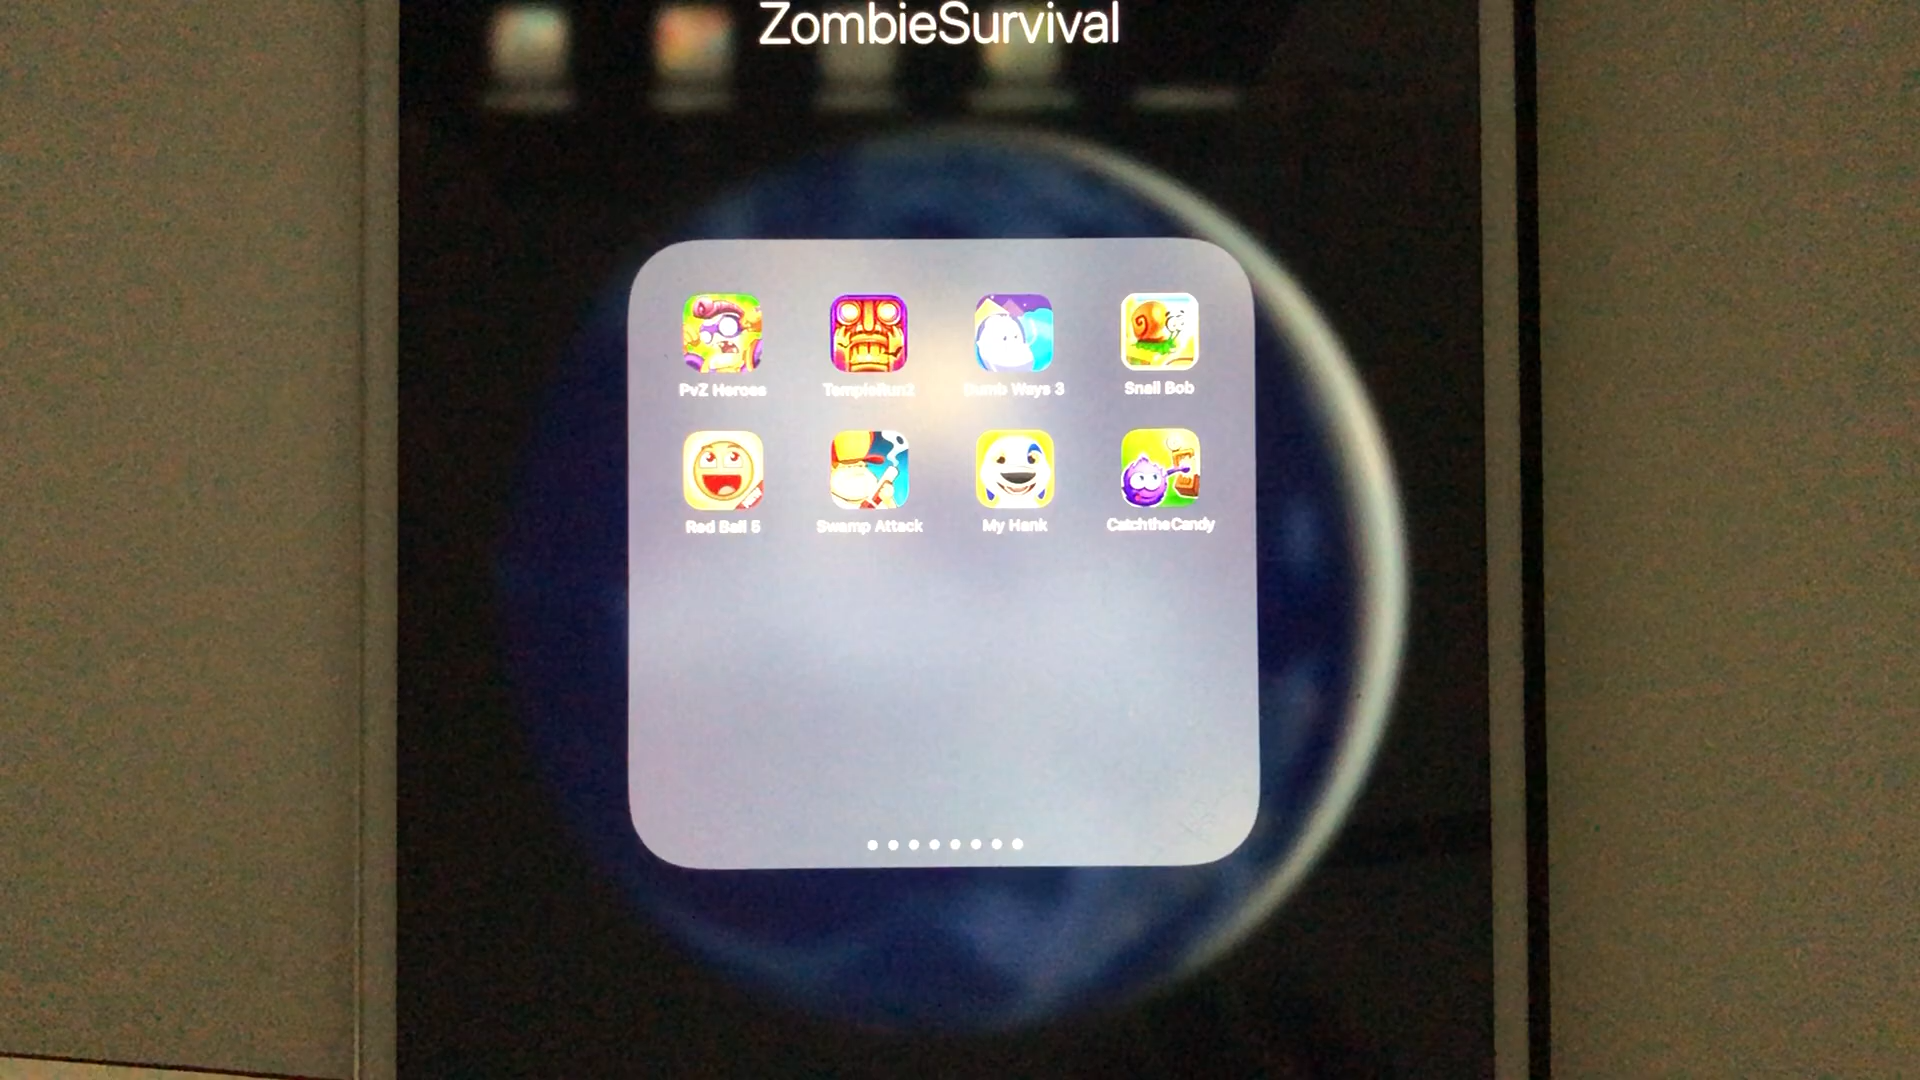 ZombieSurvival
PvZ Heroes
TempleRun2
Dumb Ways 3
Snail Bob
Red Ball 5
Swamp Attack
My Hank
CatchtheCandy